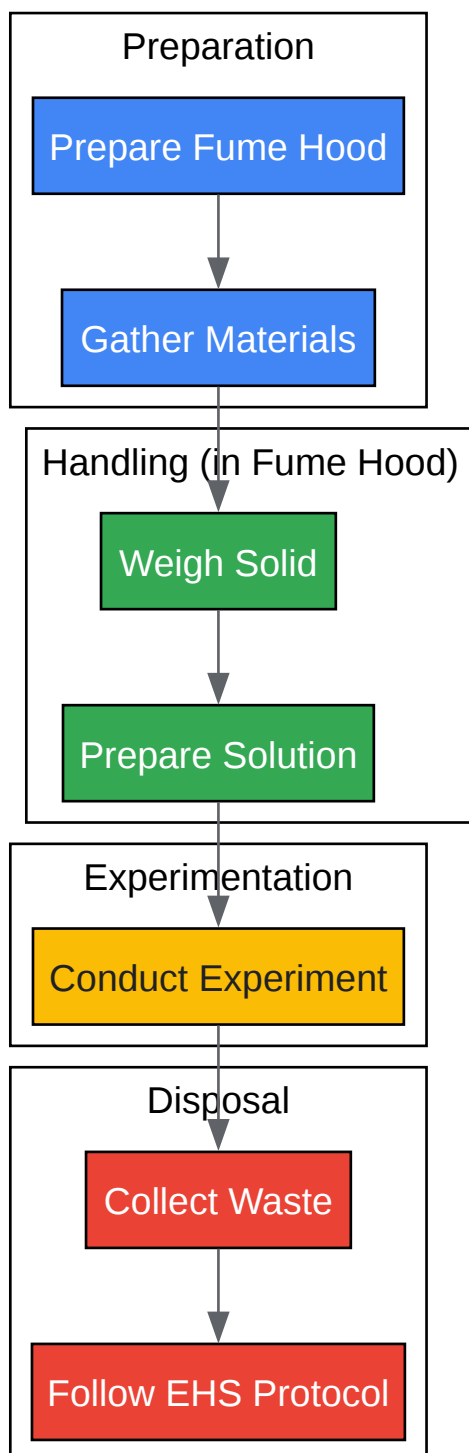 Preparation
Prepare Fume Hood
Gather Materials
Handling (in Fume Hood)
Weigh Solid
Prepare Solution
Experimentation
Conduct Experiment
Disposal
Collect Waste
Follow EHS Protocol